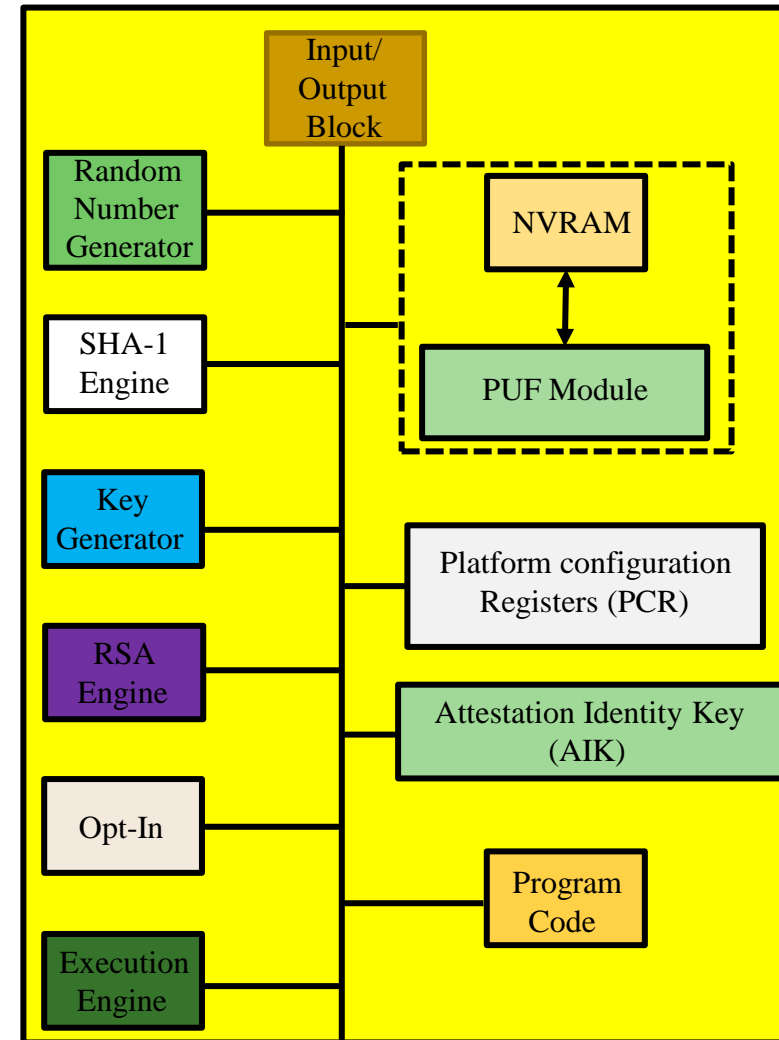 Input/
Output
Block
Random
Number
Generator
NVRAM
SHA-1
Engine
PUF Module
Key
Generator
Platform configuration
Registers (PCR)
RSA
Engine
Attestation Identity Key
(AIK)
Opt-In
Program
Code
Execution
Engine